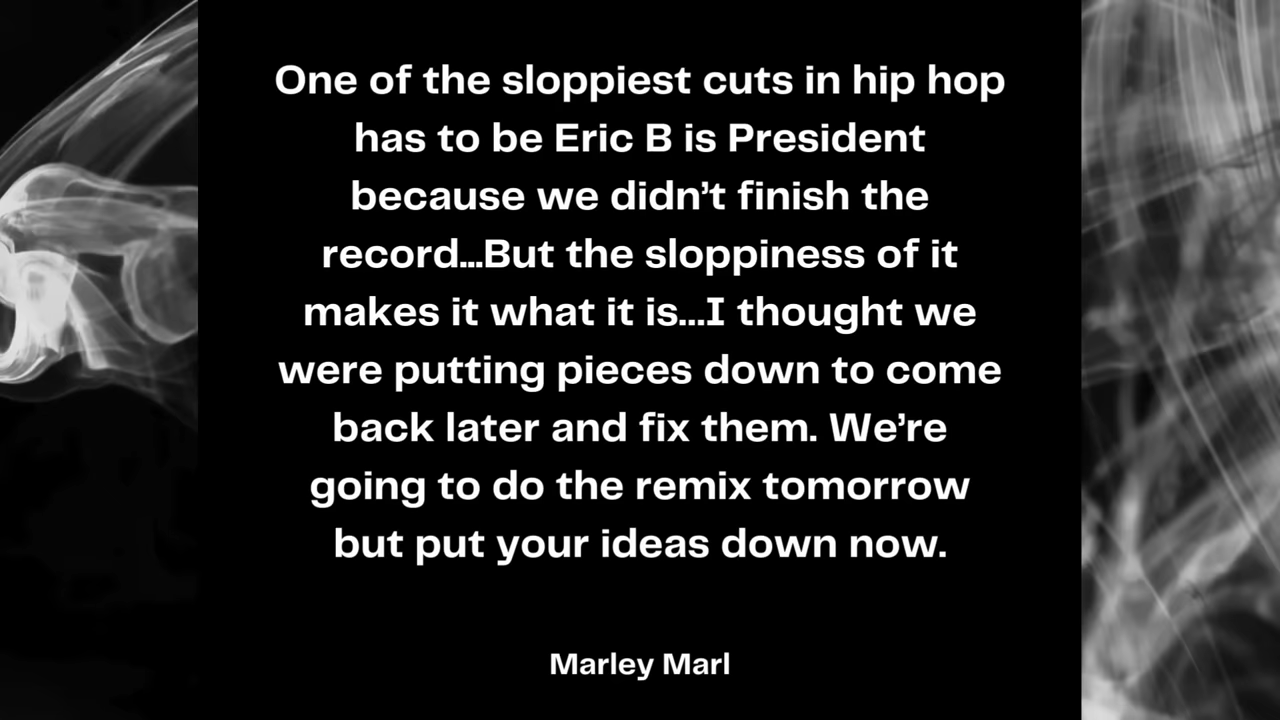 One of the sloppiest cuts in hip hop
has to be Eric B is President
because we didn’t finish the
record...But the sloppiness of it
makes it what it is...I thought we
were putting pieces down to come
back later and fix them. We’re
going to do the remix tomorrow
but put your ideas down now.
Marley Marl